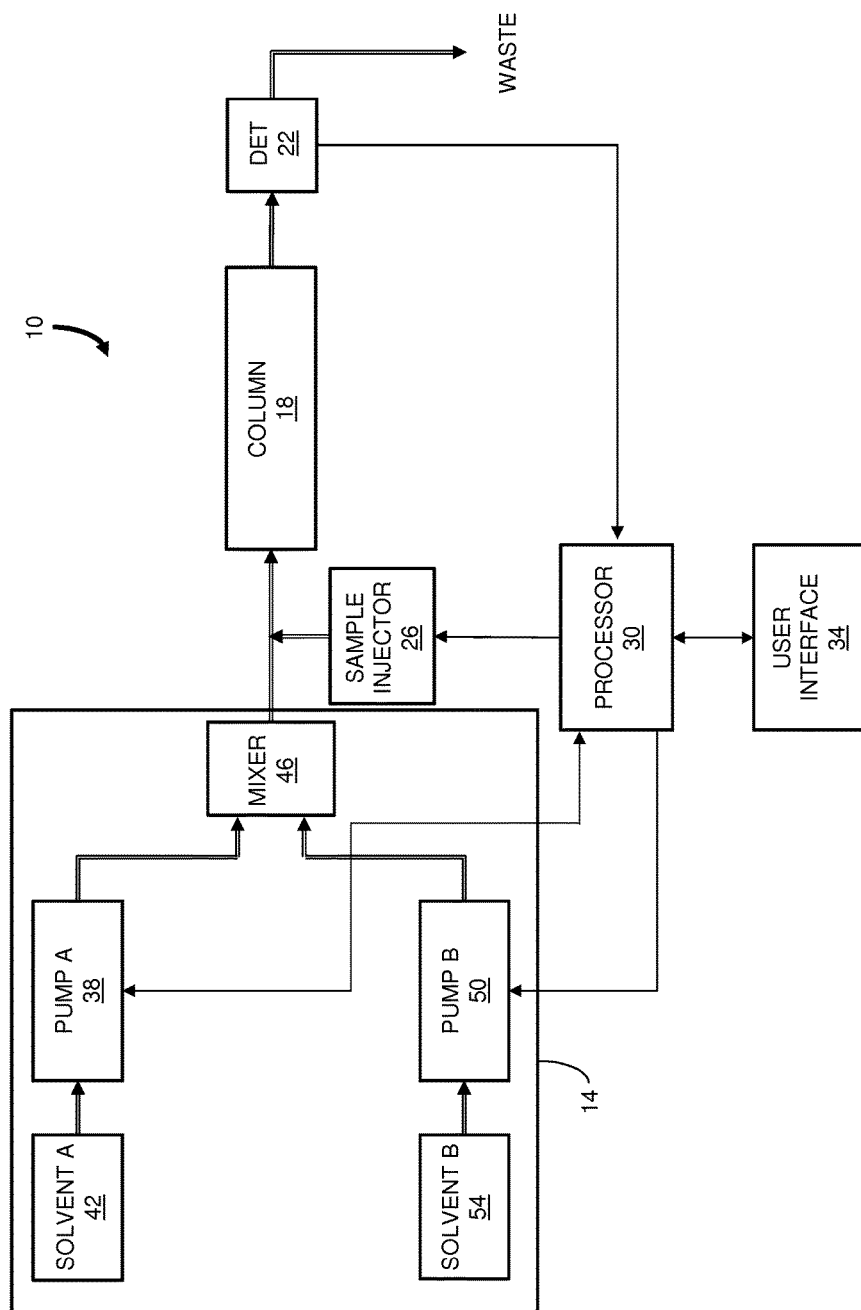 10
SOLVENT A
42
PUMP A
38
MIXER
46
COLUMN
18
DET
22
WASTE
SAMPLE
INJECTOR
26
SOLVENT B
54
PUMP B
50
PROCESSOR
30
14
USER
INTERFACE
34